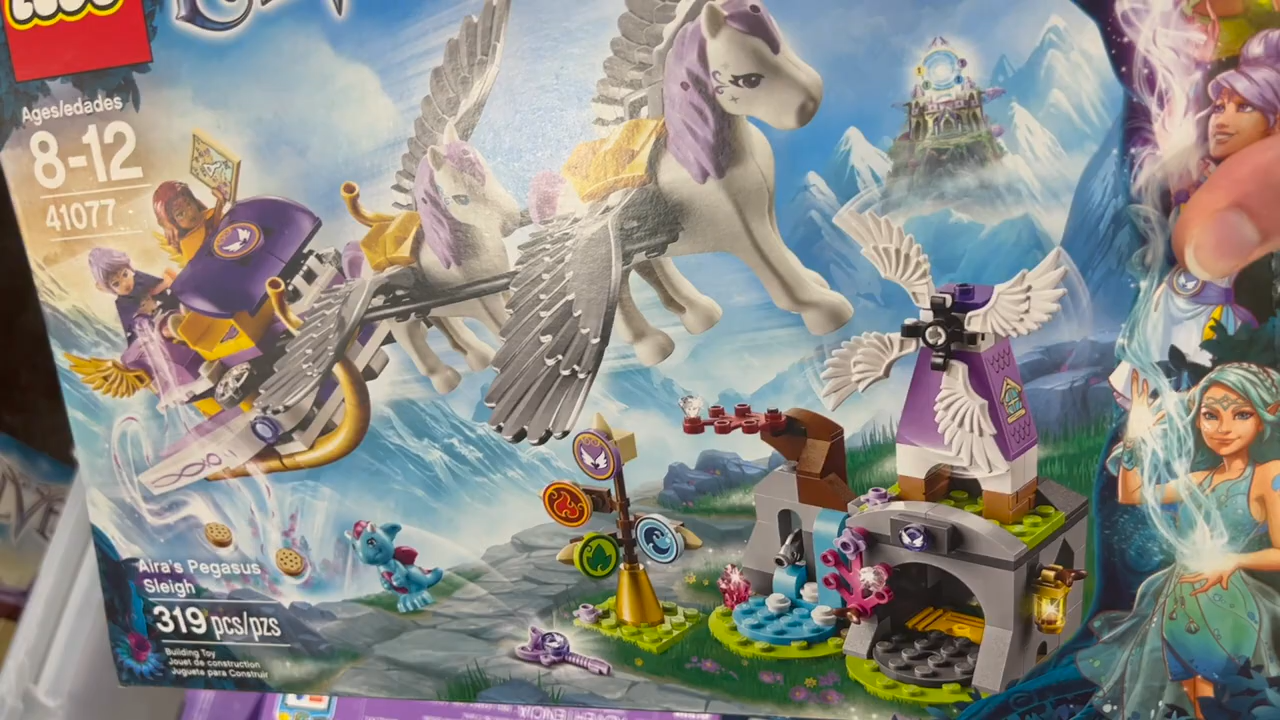 LEGO
Ages/edades
8-12
41077
Aira's Pegasus
Sleigh
319 pcs/pzs
Building Toy
Jouet de construction
Juguete para Construir